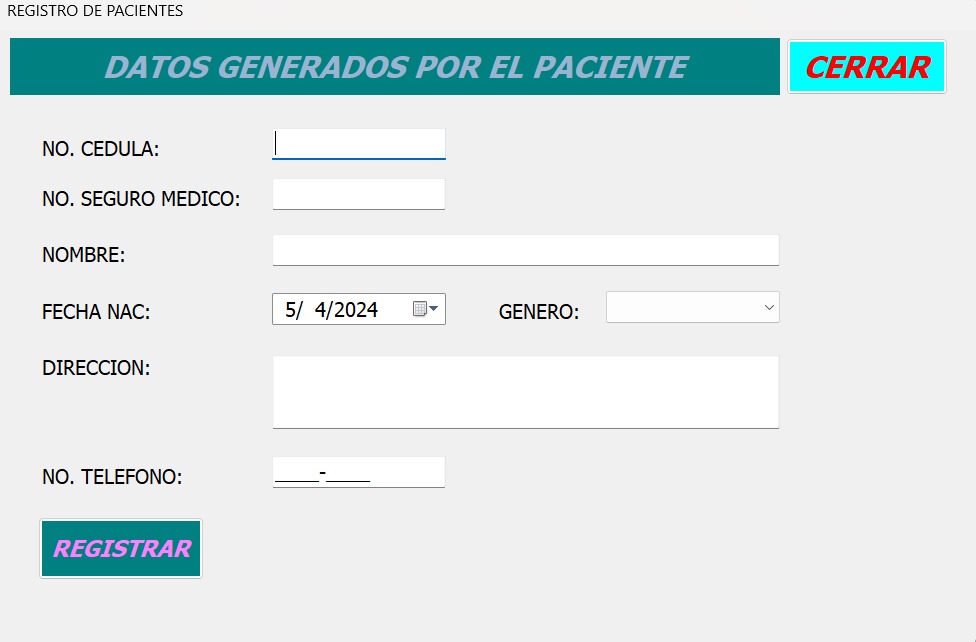 REGISTRO DE PACIENTES
DATOS GENERADOS POR EL PACIENTE
CERRAR
NO. CEDULA:
NO. SEGURO MEDICO:
NOMBRE:
FECHA NAC: 5/ 4/2024 GENERO:
DIRECCION:
NO. TELEFONO: ____-____
REGISTRAR